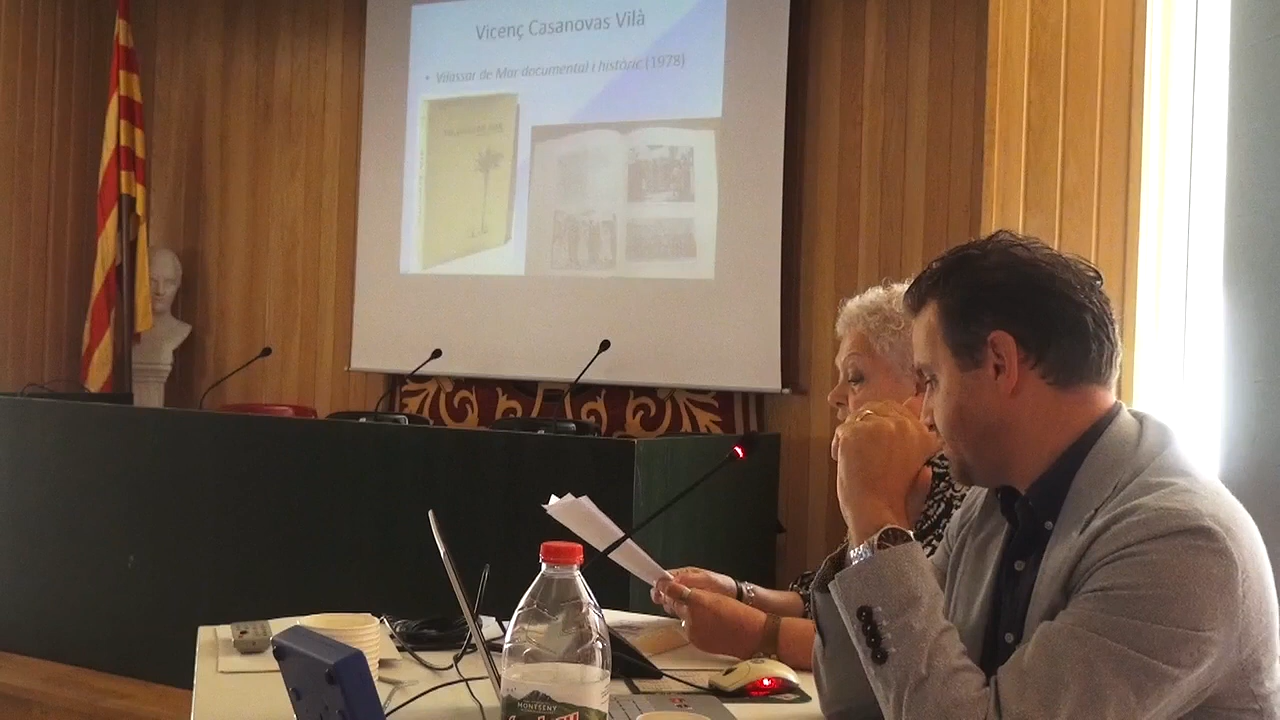 Vicenç Casanovas Vilà
• Vilassar de Mar documental i històric (1978)
MONTSENY